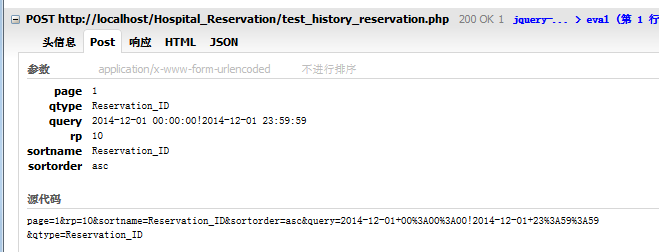 POST http://localhost/Hospital_Reservation/test_history_reservation.php 200 OK 1 jquery-... > eval (第 1 行
头信息 Post 响应 HTML JSON
参数 application/x-www-form-urlencoded 不进行排序
page 1
qtype Reservation_ID
query 2014-12-01 00:00:00!2014-12-01 23:59:59
rp 10
sortname Reservation_ID
sortorder asc
源代码
page=1&rp=10&sortname=Reservation_ID&sortorder=asc&query=2014-12-01+00%3A00%3A00!2014-12-01+23%3A59%3A59
&qtype=Reservation_ID